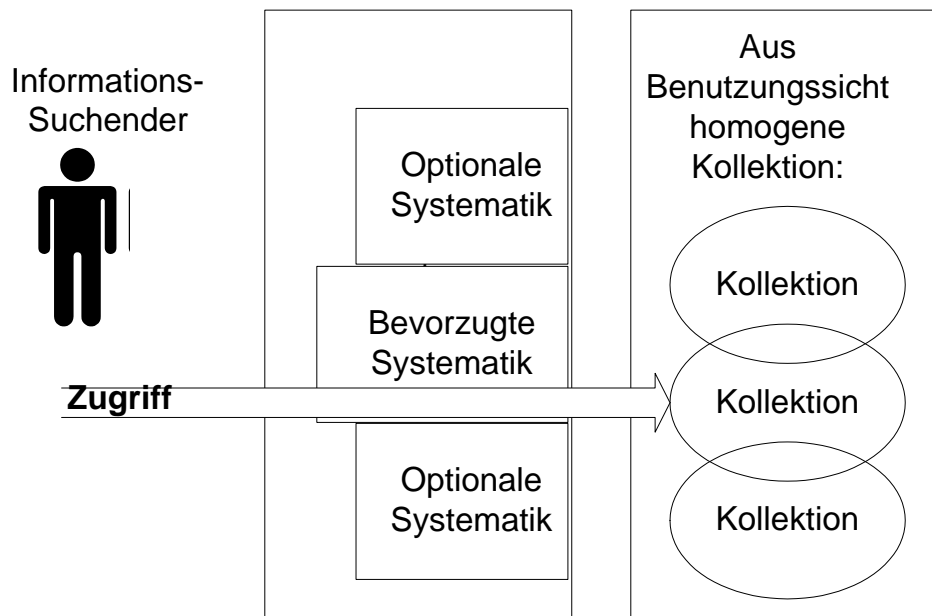 Informations-
Suchender
Optionale
Systematik
Bevorzugte
Systematik
Zugriff
Optionale
Systematik
Aus
Benutzungssicht
homogene
Kollektion:
Kollektion
Kollektion
Kollektion